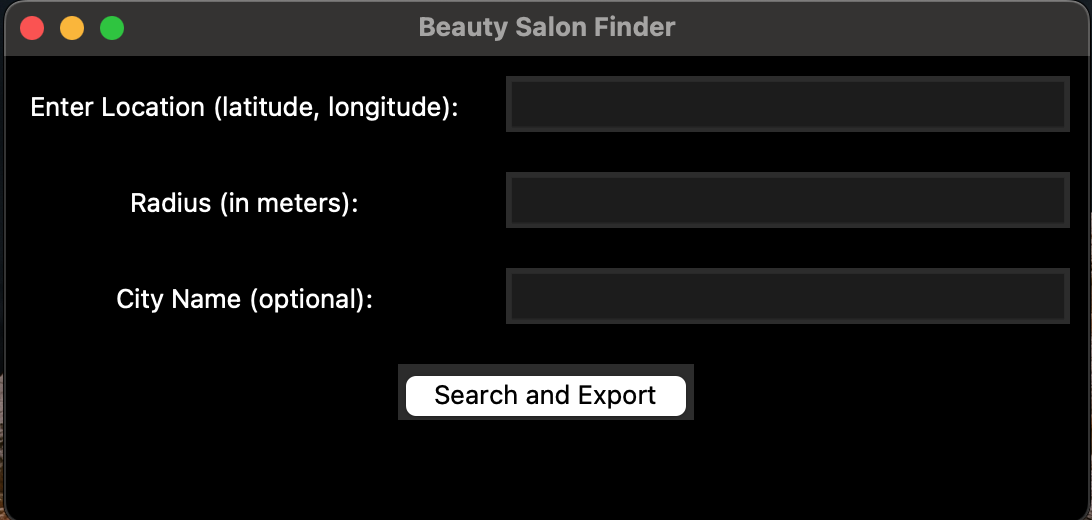 Beauty Salon Finder
Enter Location (latitude, longitude):
Radius (in meters):
City Name (optional):
Search and Export